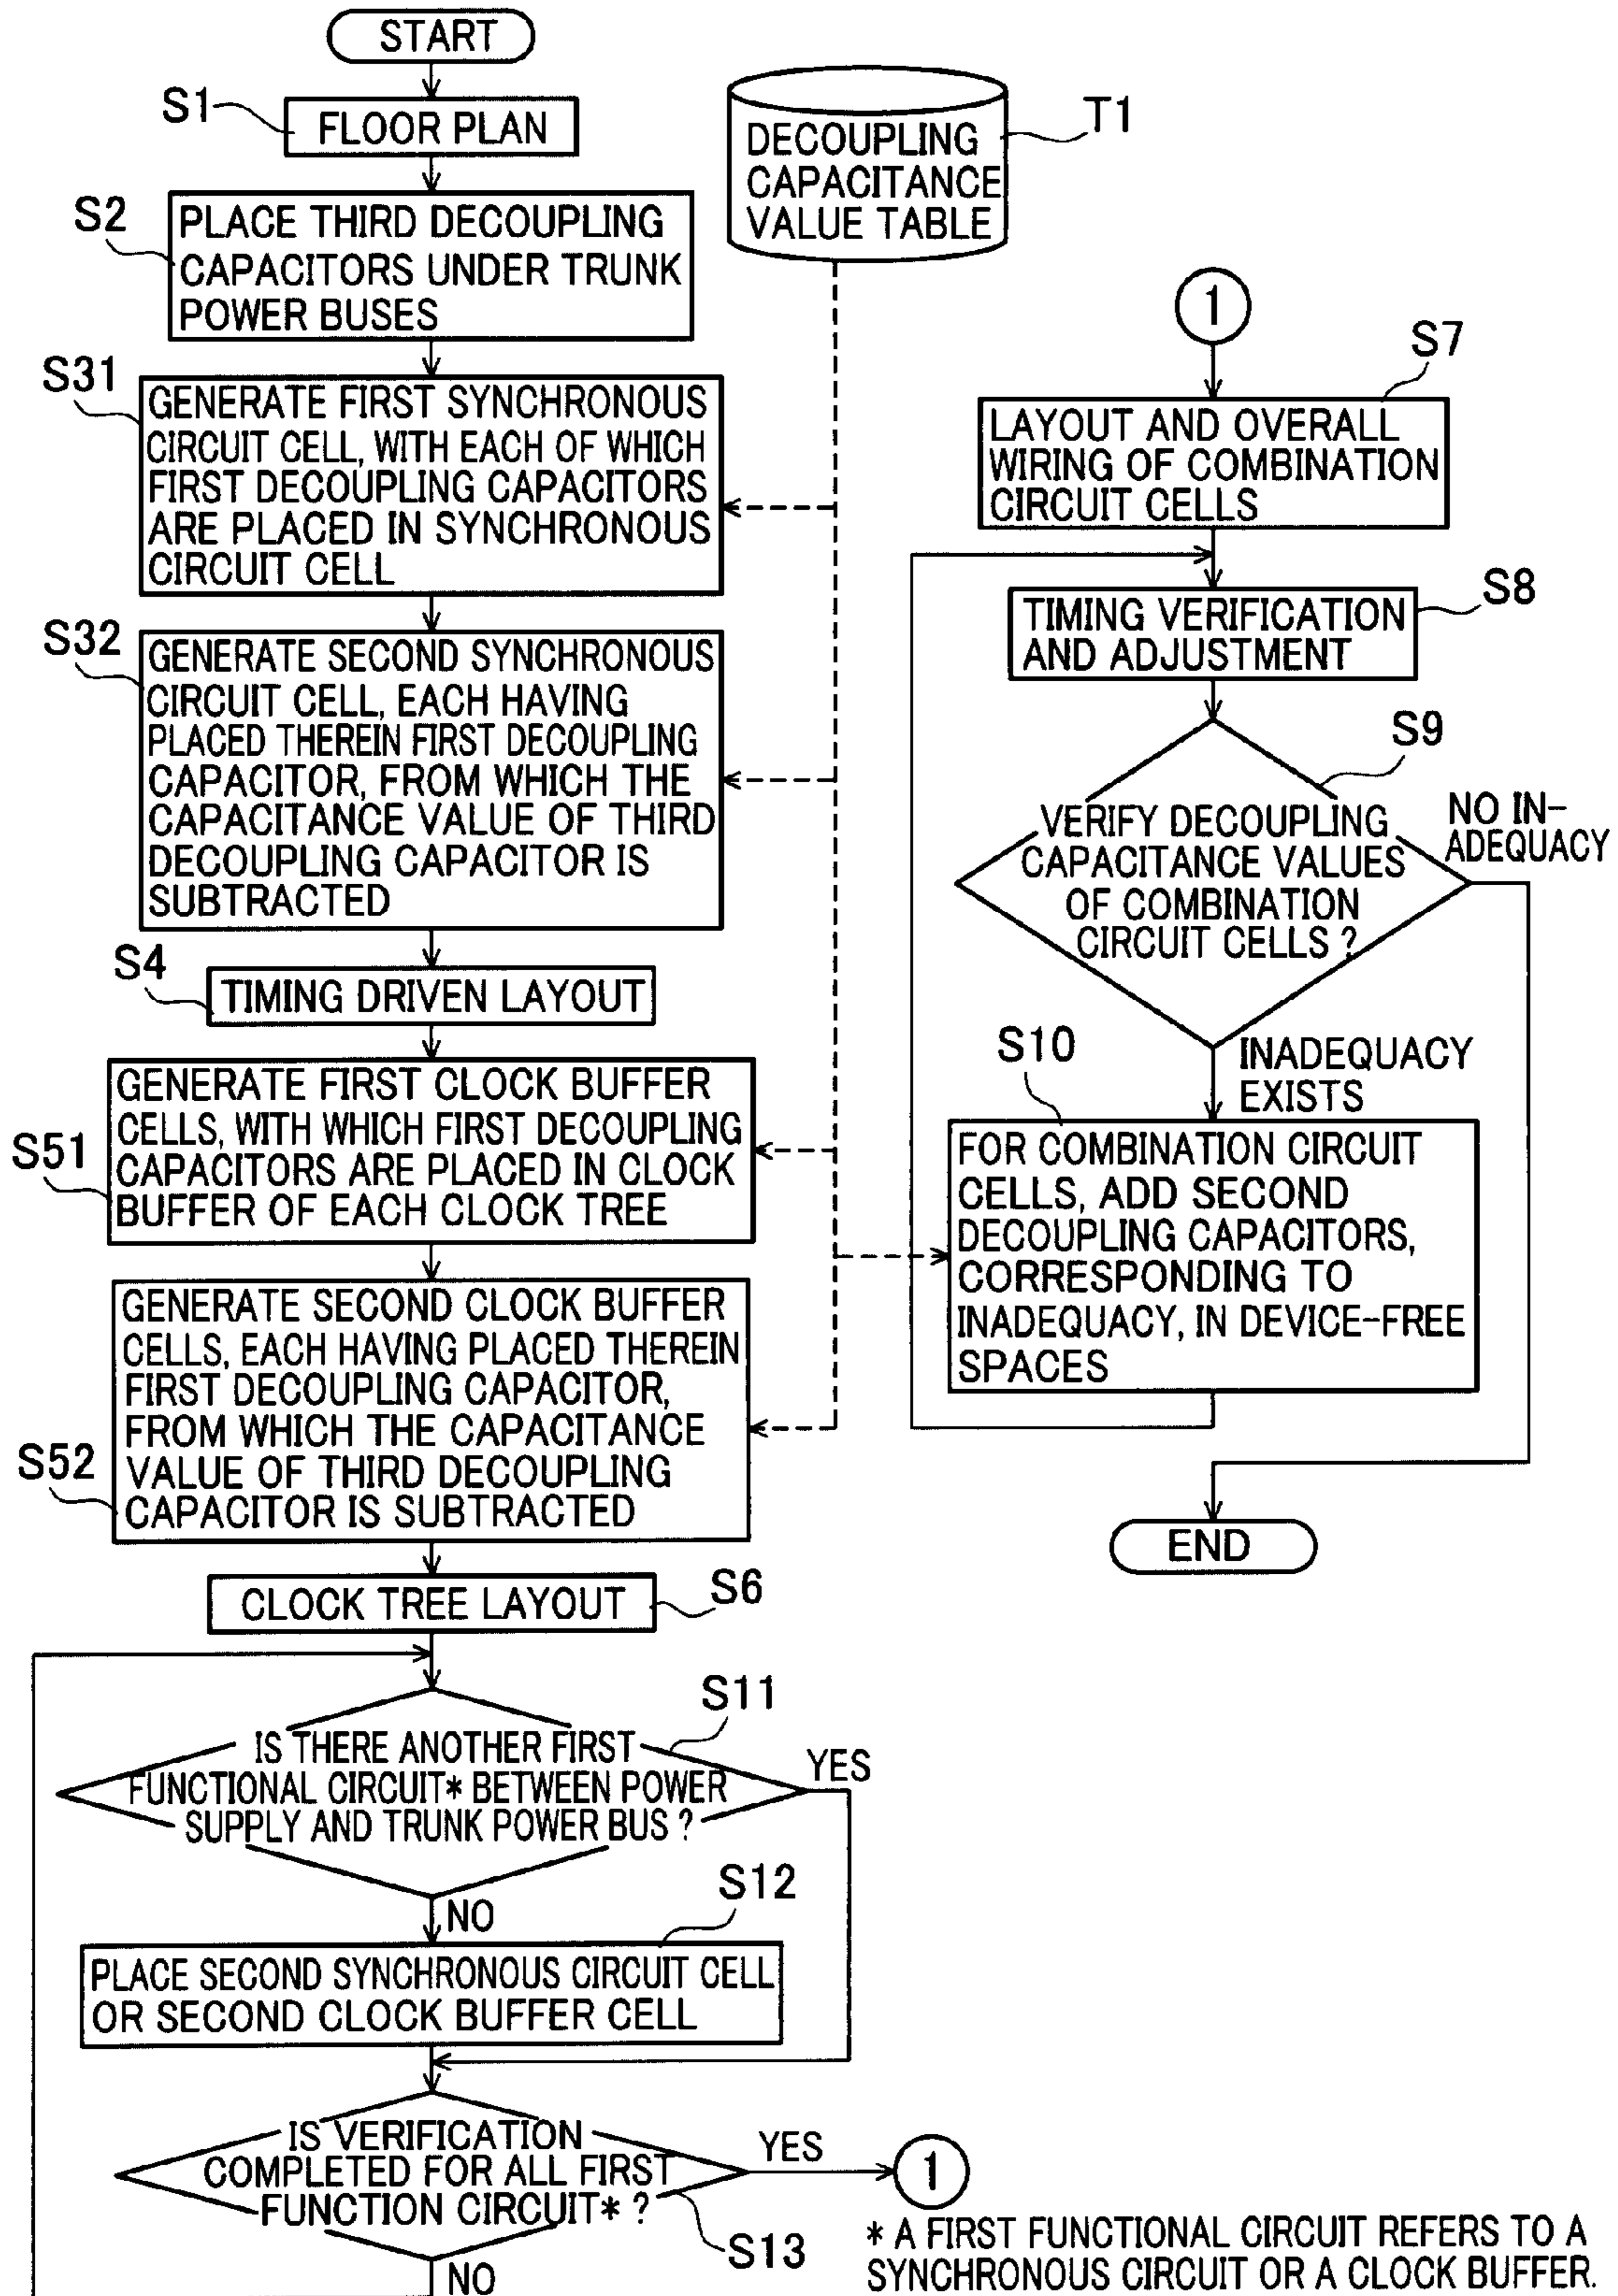 START
S1
FLOOR PLAN
S2
PLACE THIRD DECOUPLING
CAPACITORS UNDER TRUNK
POWER BUSES
S31
GENERATE FIRST SYNCHRONOUS
CIRCUIT CELL, WITH EACH OF WHICH
FIRST DECOUPLING CAPACITORS
ARE PLACED IN SYNCHRONOUS
CIRCUIT CELL
S32
GENERATE SECOND SYNCHRONOUS
CIRCUIT CELL, EACH HAVING
PLACED THEREIN FIRST DECOUPLING
CAPACITOR, FROM WHICH THE
CAPACITANCE VALUE OF THIRD
DECOUPLING CAPACITOR IS
SUBTRACTED
S4
TIMING DRIVEN LAYOUT
S51
GENERATE FIRST CLOCK BUFFER
CELLS, WITH WHICH FIRST DECOUPLING
CAPACITORS ARE PLACED IN CLOCK
BUFFER OF EACH CLOCK TREE
S52
GENERATE SECOND CLOCK BUFFER
CELLS, EACH HAVING PLACED THEREIN
FIRST DECOUPLING CAPACITOR,
FROM WHICH THE CAPACITANCE
VALUE OF THIRD DECOUPLING
CAPACITOR IS SUBTRACTED
CLOCK TREE LAYOUT
S6
S11
IS THERE ANOTHER FIRST
FUNCTIONAL CIRCUIT* BETWEEN POWER
SUPPLY AND TRUNK POWER BUS ?
YES
NO
S12
PLACE SECOND SYNCHRONOUS CIRCUIT CELL
OR SECOND CLOCK BUFFER CELL
IS VERIFICATION
COMPLETED FOR ALL FIRST
FUNCTION CIRCUIT* ?
YES
1
S13
NO
DECOUPLING
CAPACITANCE
VALUE TABLE
T1
1
S7
LAYOUT AND OVERALL
WIRING OF COMBINATION
CIRCUIT CELLS
S8
TIMING VERIFICATION
AND ADJUSTMENT
S9
VERIFY DECOUPLING
CAPACITANCE VALUES
OF COMBINATION
CIRCUIT CELLS ?
NO IN-
ADEQUACY
INADEQUACY
EXISTS
S10
FOR COMBINATION CIRCUIT
CELLS, ADD SECOND
DECOUPLING CAPACITORS,
CORRESPONDING TO
INADEQUACY, IN DEVICE-FREE
SPACES
END
* A FIRST FUNCTIONAL CIRCUIT REFERS TO A
SYNCHRONOUS CIRCUIT OR A CLOCK BUFFER.